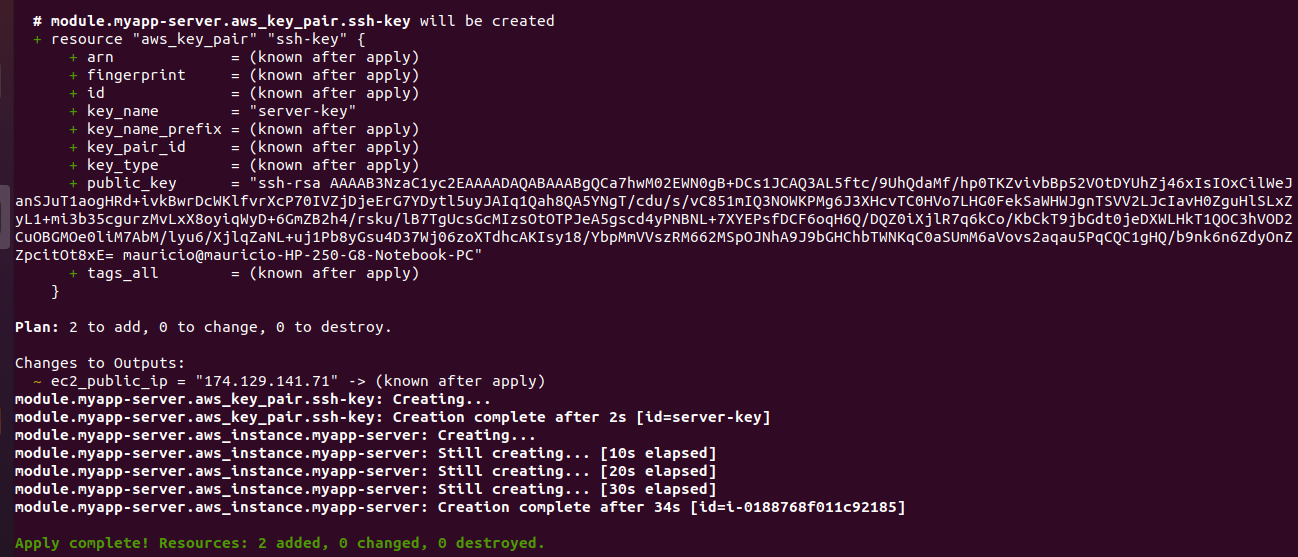 # module.myapp-server.aws_key_pair.ssh-key will be created
+ resource "aws_key_pair" "ssh-key" {
+ arn = (known after apply)
+ fingerprint = (known after apply)
+ id = (known after apply)
+ key_name = "server-key"
+ key_name_prefix = (known after apply)
+ key_pair_id = (known after apply)
+ key_type = (known after apply)
+ public_key = "ssh-rsa AAAAB3NzaC1yc2EAAAADAQABAAABgQCa7hwM02EWN0gB+DCs1JCAQ3AL5ftc/9UhQdaMf/hp0TKZvivbBp52VOtDYUhZj46xIsIOxCilWeJ
anSJuT1aogHRd+ivkBwrDcWKlfvrXcP70IVZjDjeErG7YDytl5uyJAIq1Qah8QA5YNgT/cdu/s/vC851mIQ3NOWKPMg6J3XHcvTC0HVo7LHG0FekSaWHWJgnTSVV2LJcIavH0ZguHlSLxZ
yL1+mi3b35cgurzMvLxX8oyiqWyD+6GmZB2h4/rsku/lB7TgUcsGcMIzsOtOTPJeA5gscd4yPNBNL+7XYEPsfDCF6oqH6Q/DQZ0iXjlR7q6kCo/KbCkT9jbGdt0jeDXWLHkT1QOC3hVOD2
CuOBGMOe0liM7AbM/lyu6/XjlqZaNL+uj1Pb8yGsu4D37Wj06zoXTdhcAKIsy18/YbpMmVVszRM662MSpOJNhA9J9bGHChbTWNKqC0aSUmM6aVovs2aqau5PqCQC1gHQ/b9nk6n6ZdyOnZ
ZpcitOt8xE= mauricio@mauricio-HP-250-G8-Notebook-PC"
+ tags_all = (known after apply)
}
Plan: 2 to add, 0 to change, 0 to destroy.
Changes to Outputs:
~ ec2_public_ip = "174.129.141.71" -> (known after apply)
module.myapp-server.aws_key_pair.ssh-key: Creating...
module.myapp-server.aws_key_pair.ssh-key: Creation complete after 2s [id=server-key]
module.myapp-server.aws_instance.myapp-server: Creating...
module.myapp-server.aws_instance.myapp-server: Still creating... [10s elapsed]
module.myapp-server.aws_instance.myapp-server: Still creating... [20s elapsed]
module.myapp-server.aws_instance.myapp-server: Still creating... [30s elapsed]
module.myapp-server.aws_instance.myapp-server: Creation complete after 34s [id=i-0188768f011c92185]
Apply complete! Resources: 2 added, 0 changed, 0 destroyed.